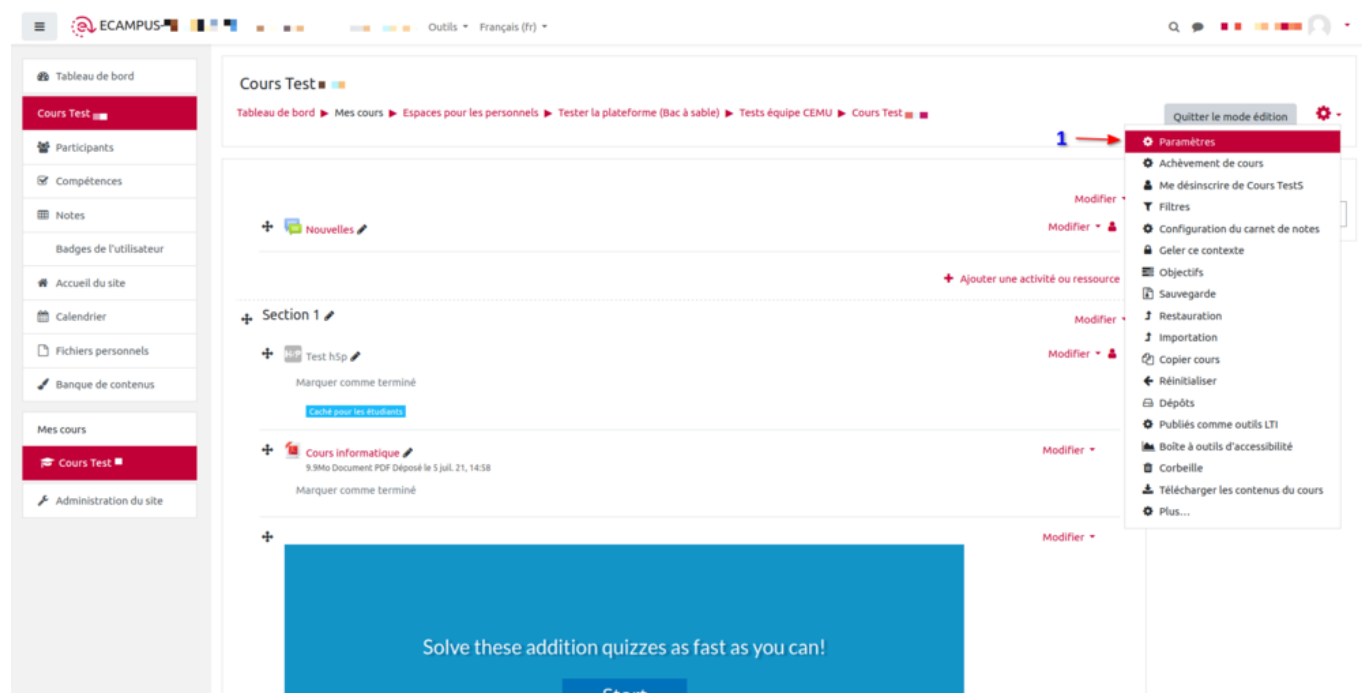 ECAMPUS- Outils Français (fr)
Tableau de bord
Cours Test
Participants
Compétences
Notes
Badges de l'utilisateur
Accueil du site
Calendrier
Fichiers personnels
Banque de contenus
Mes cours
Cours Test
Administration du site
Cours Test
Tableau de bord ▶ Mes cours ▶ Espaces pour les personnels ▶ Tester la plateforme (Bac à sable) ▶ Tests équipe CEMU ▶ Cours Test
Quitter le mode édition
1
Paramètres
Achèvement de cours
Me désinscrire de Cours TestS
Filtres
Configuration du carnet de notes
Geler ce contexte
Objectifs
Sauvegarde
Restauration
Importation
Copier cours
Réinitialiser
Dépôts
Publiés comme outils LTI
Boîte à outils d'accessibilité
Corbeille
Télécharger les contenus du cours
Plus...
Modifier
Nouvelles Modifier
Ajouter une activité ou ressource
Section 1 Modifier
H-P Test h5p Modifier
Marquer comme terminé
Caché pour les étudiants
Cours informatique Modifier
9.9Mo Document PDF Déposé le 5 juil. 21, 14:58
Marquer comme terminé
Modifier
Solve these addition quizzes as fast as you can!
Start